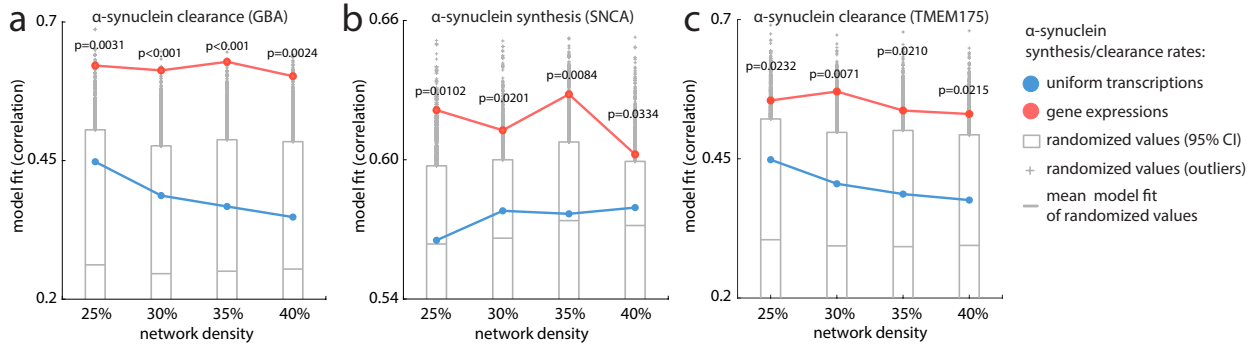 a
α-synuclein clearance (GBA)
model fit (correlation)
0.7
0.45
0.2
p=0.0031
p<0.001
p<0.001
p=0.0024
25%
30%
35%
40%
network density
b
α-synuclein synthesis (SNCA)
model fit (correlation)
0.66
0.60
0.54
p=0.0102
p=0.0201
p=0.0084
p=0.0334
25%
30%
35%
40%
network density
c
α-synuclein clearance (TMEM175)
model fit (correlation)
0.7
0.45
0.2
p=0.0232
p=0.0071
p=0.0210
p=0.0215
25%
30%
35%
40%
network density
α-synuclein
synthesis/clearance rates:
uniform transcriptions
gene expressions
randomized values (95% CI)
randomized values (outliers)
mean model fit
of randomized values